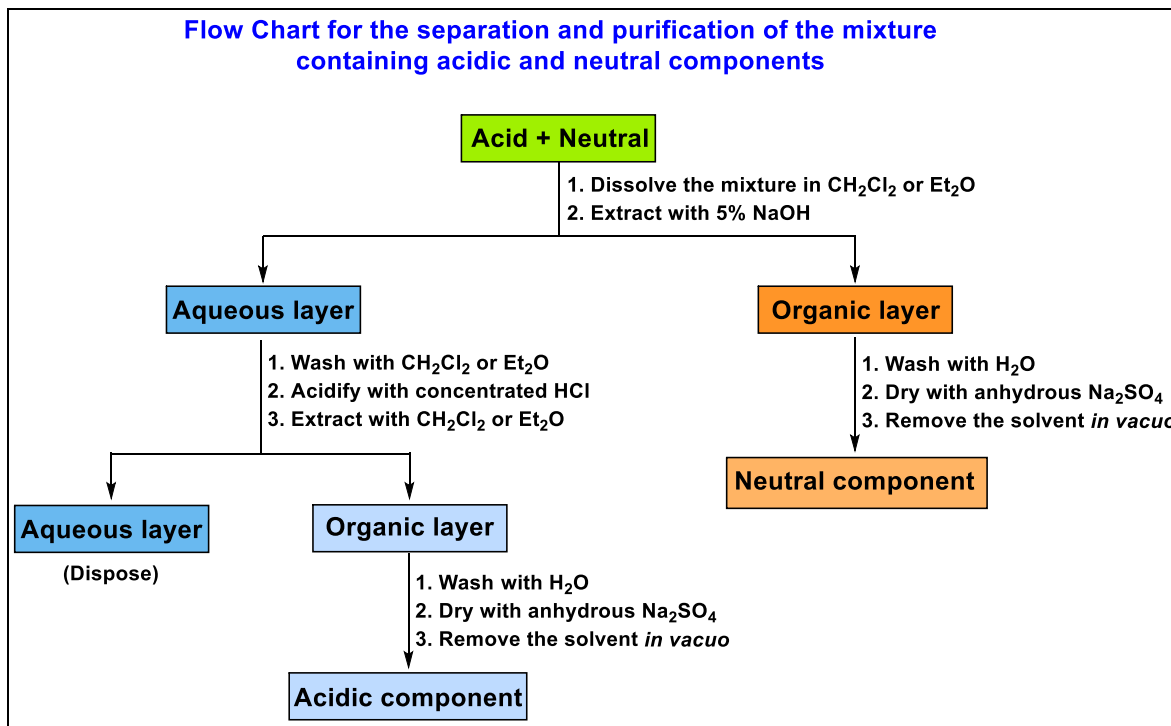 Flow Chart for the separation and purification of the mixture
containing acidic and neutral components
Acid + Neutral
1. Dissolve the mixture in CH₂Cl₂ or Et₂O
2. Extract with 5% NaOH
Aqueous layer
Organic layer
1. Wash with CH₂Cl₂ or Et₂O
2. Acidify with concentrated HCl
3. Extract with CH₂Cl₂ or Et₂O
1. Wash with H₂O
2. Dry with anhydrous Na₂SO₄
3. Remove the solvent in vacuo
Neutral component
Aqueous layer
(Dispose)
Organic layer
1. Wash with H₂O
2. Dry with anhydrous Na₂SO₄
3. Remove the solvent in vacuo
Acidic component